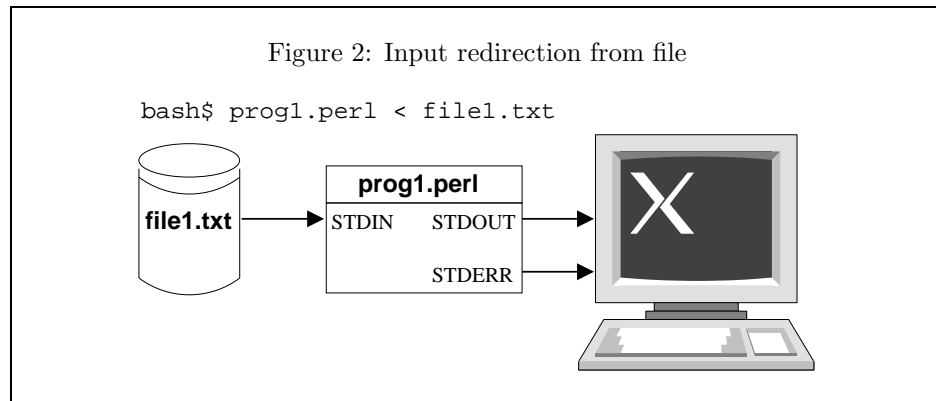 Figure 2: Input redirection from file
bash$ prog1.perl < file1.txt
prog1.perl
file1.txt
STDIN STDOUT
STDERR
X